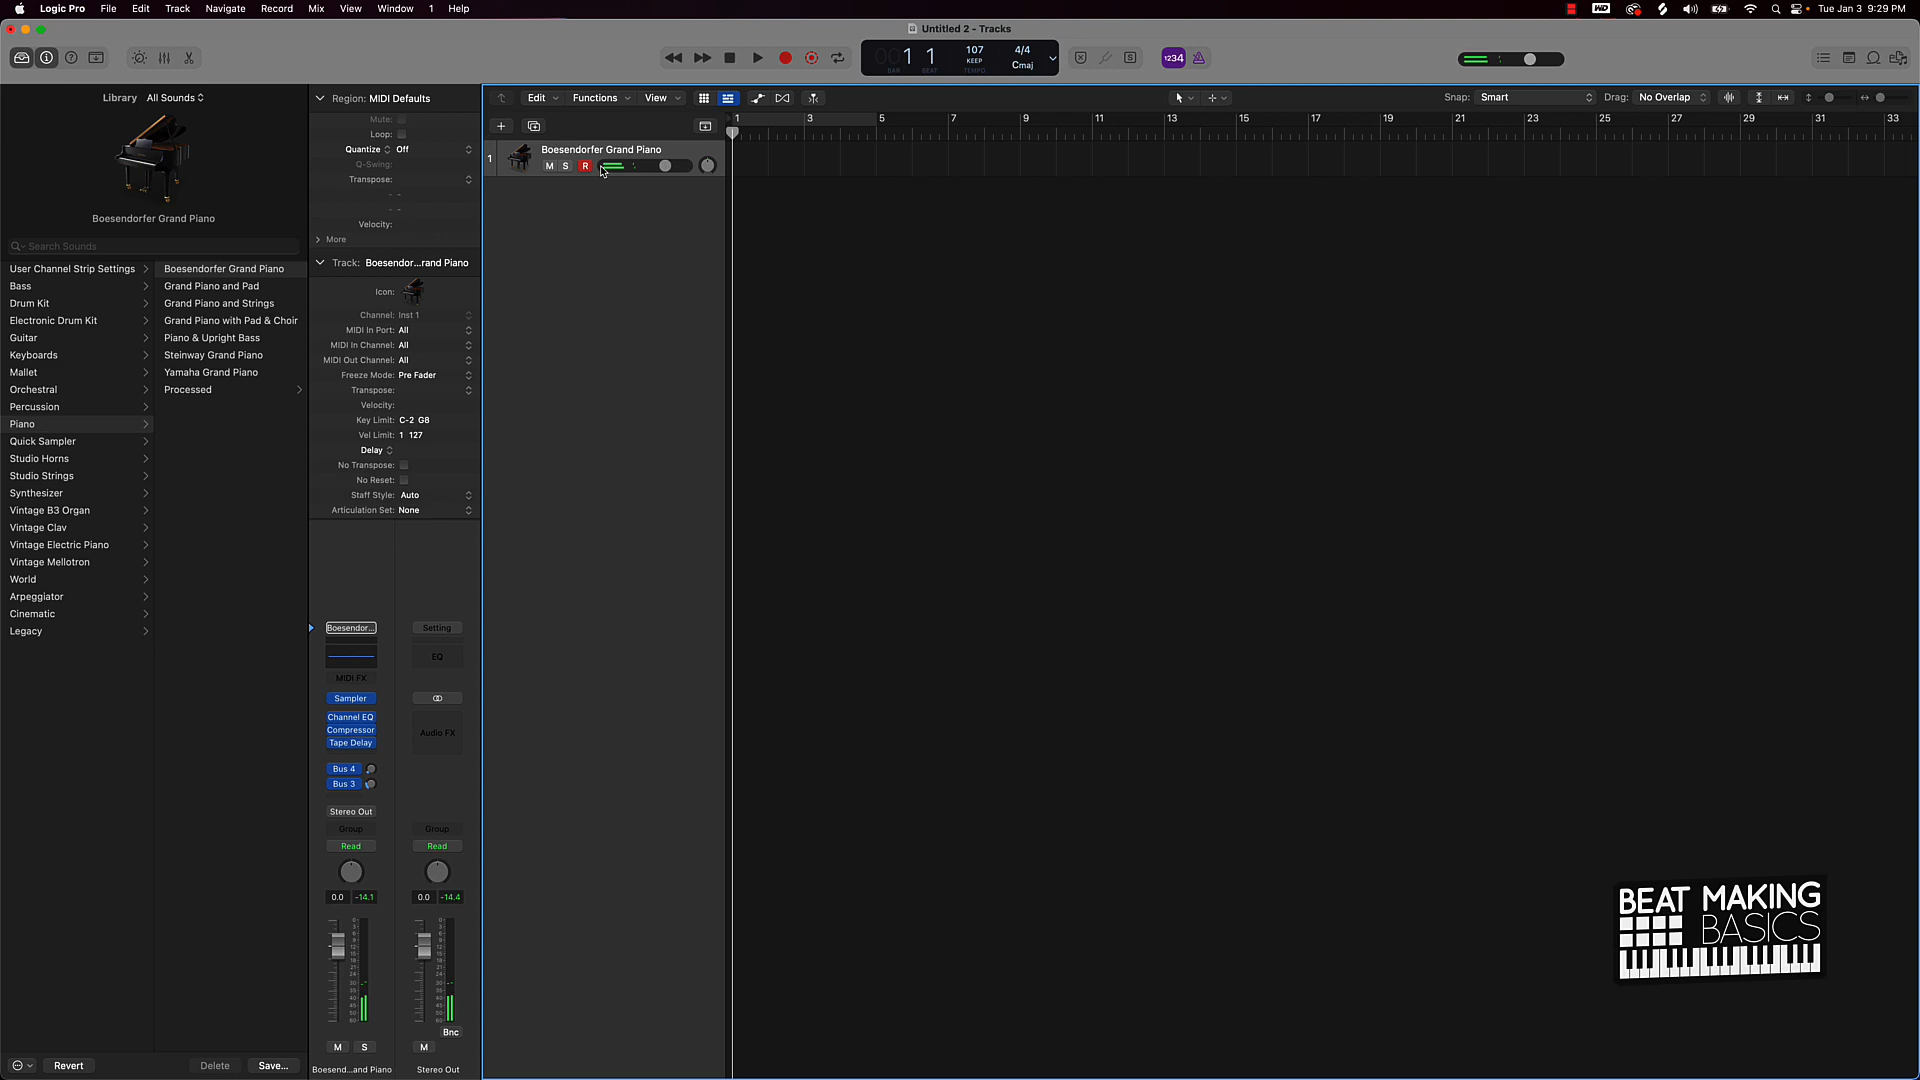 Logic Pro File Edit Track Navigate Record Mix View Window 1 Help
WD
Tue Jan 3 9:29 PM
Untitled 2 - Tracks
001 1
BAR BEAT
107
KEEP
TEMPO
4/4
Cmaj
S
1234
Library All Sounds
Boesendorfer Grand Piano
Search Sounds
User Channel Strip Settings
Bass
Drum Kit
Electronic Drum Kit
Guitar
Keyboards
Mallet
Orchestral
Percussion
Piano
Quick Sampler
Studio Horns
Studio Strings
Synthesizer
Vintage B3 Organ
Vintage Clav
Vintage Electric Piano
Vintage Mellotron
World
Arpeggiator
Cinematic
Legacy
Boesendorfer Grand Piano
Grand Piano and Pad
Grand Piano and Strings
Grand Piano with Pad & Choir
Piano & Upright Bass
Steinway Grand Piano
Yamaha Grand Piano
Processed
Revert Delete Save...
Region: MIDI Defaults
Mute:
Loop:
Quantize Off
Q-Swing:
Transpose:
- -
- -
Velocity:
More
Track: Boesendor...rand Piano
Icon:
Channel: Inst 1
MIDI In Port: All
MIDI In Channel: All
MIDI Out Channel: All
Freeze Mode: Pre Fader
Transpose:
Velocity:
Key Limit: C-2 G8
Vel Limit: 1 127
Delay
No Transpose:
No Reset:
Staff Style: Auto
Articulation Set: None
Boesendor... Setting
EQ
MIDI FX
Sampler
Channel EQ
Compressor
Tape Delay
Audio FX
Bus 4
Bus 3
Stereo Out
Group Group
Read Read
0.0 -14.1 0.0 -14.4
Bnc
M S M
Boesend...and Piano Stereo Out
Edit Functions View
Snap: Smart Drag: No Overlap
1 3 5 7 9 11 13 15 17 19 21 23 25 27 29 31 33
1 Boesendorfer Grand Piano
M S R
BEAT MAKING
BASICS